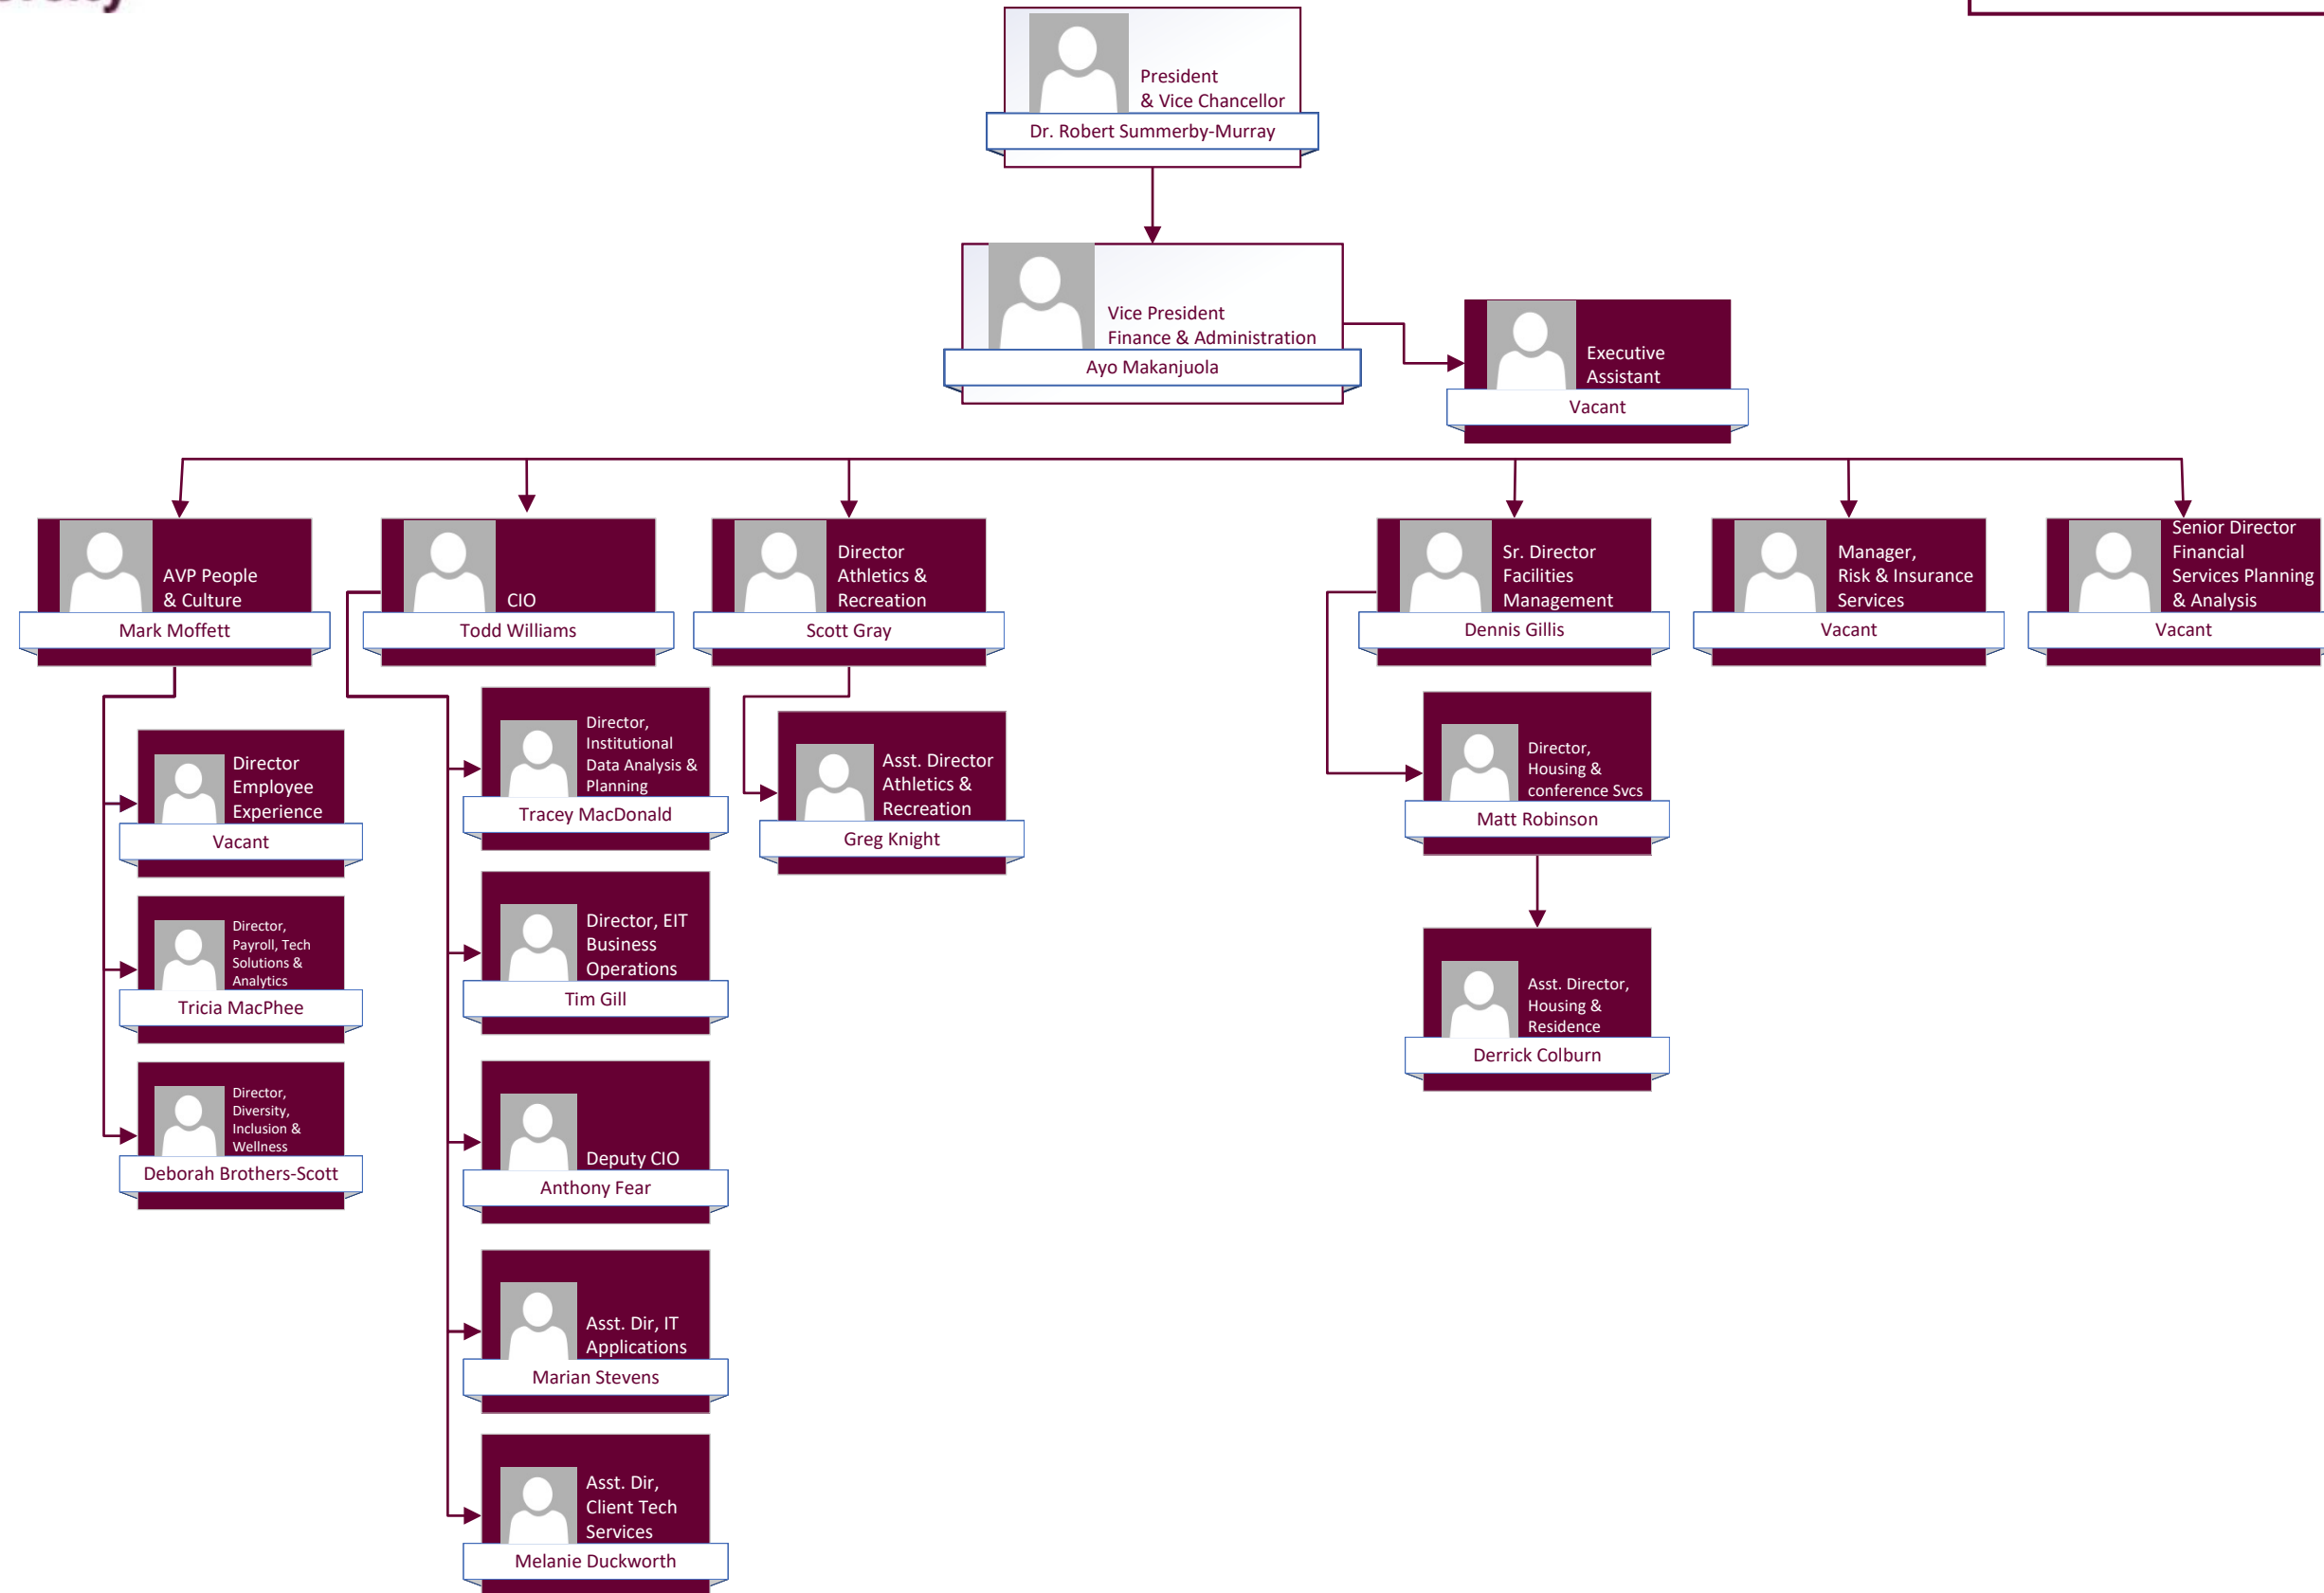 President
& Vice Chancellor
Dr. Robert Summerby-Murray
Vice President
Finance & Administration
Ayo Makanjuola
Executive
Assistant
Vacant
AVP People
& Culture
Mark Moffett
CIO
Todd Williams
Director
Athletics &
Recreation
Scott Gray
Sr. Director
Facilities
Management
Dennis Gillis
Manager,
Risk & Insurance
Services
Vacant
Senior Director
Financial
Services Planning
& Analysis
Vacant
Director
Employee
Experience
Vacant
Director,
Payroll, Tech
Solutions &
Analytics
Tricia MacPhee
Director,
Diversity,
Inclusion &
Wellness
Deborah Brothers-Scott
Director,
Institutional
Data Analysis &
Planning
Tracey MacDonald
Director, EIT
Business
Operations
Tim Gill
Deputy CIO
Anthony Fear
Asst. Dir, IT
Applications
Marian Stevens
Asst. Dir,
Client Tech
Services
Melanie Duckworth
Asst. Director
Athletics &
Recreation
Greg Knight
Director,
Housing &
conference Svcs
Matt Robinson
Asst. Director,
Housing &
Residence
Derrick Colburn